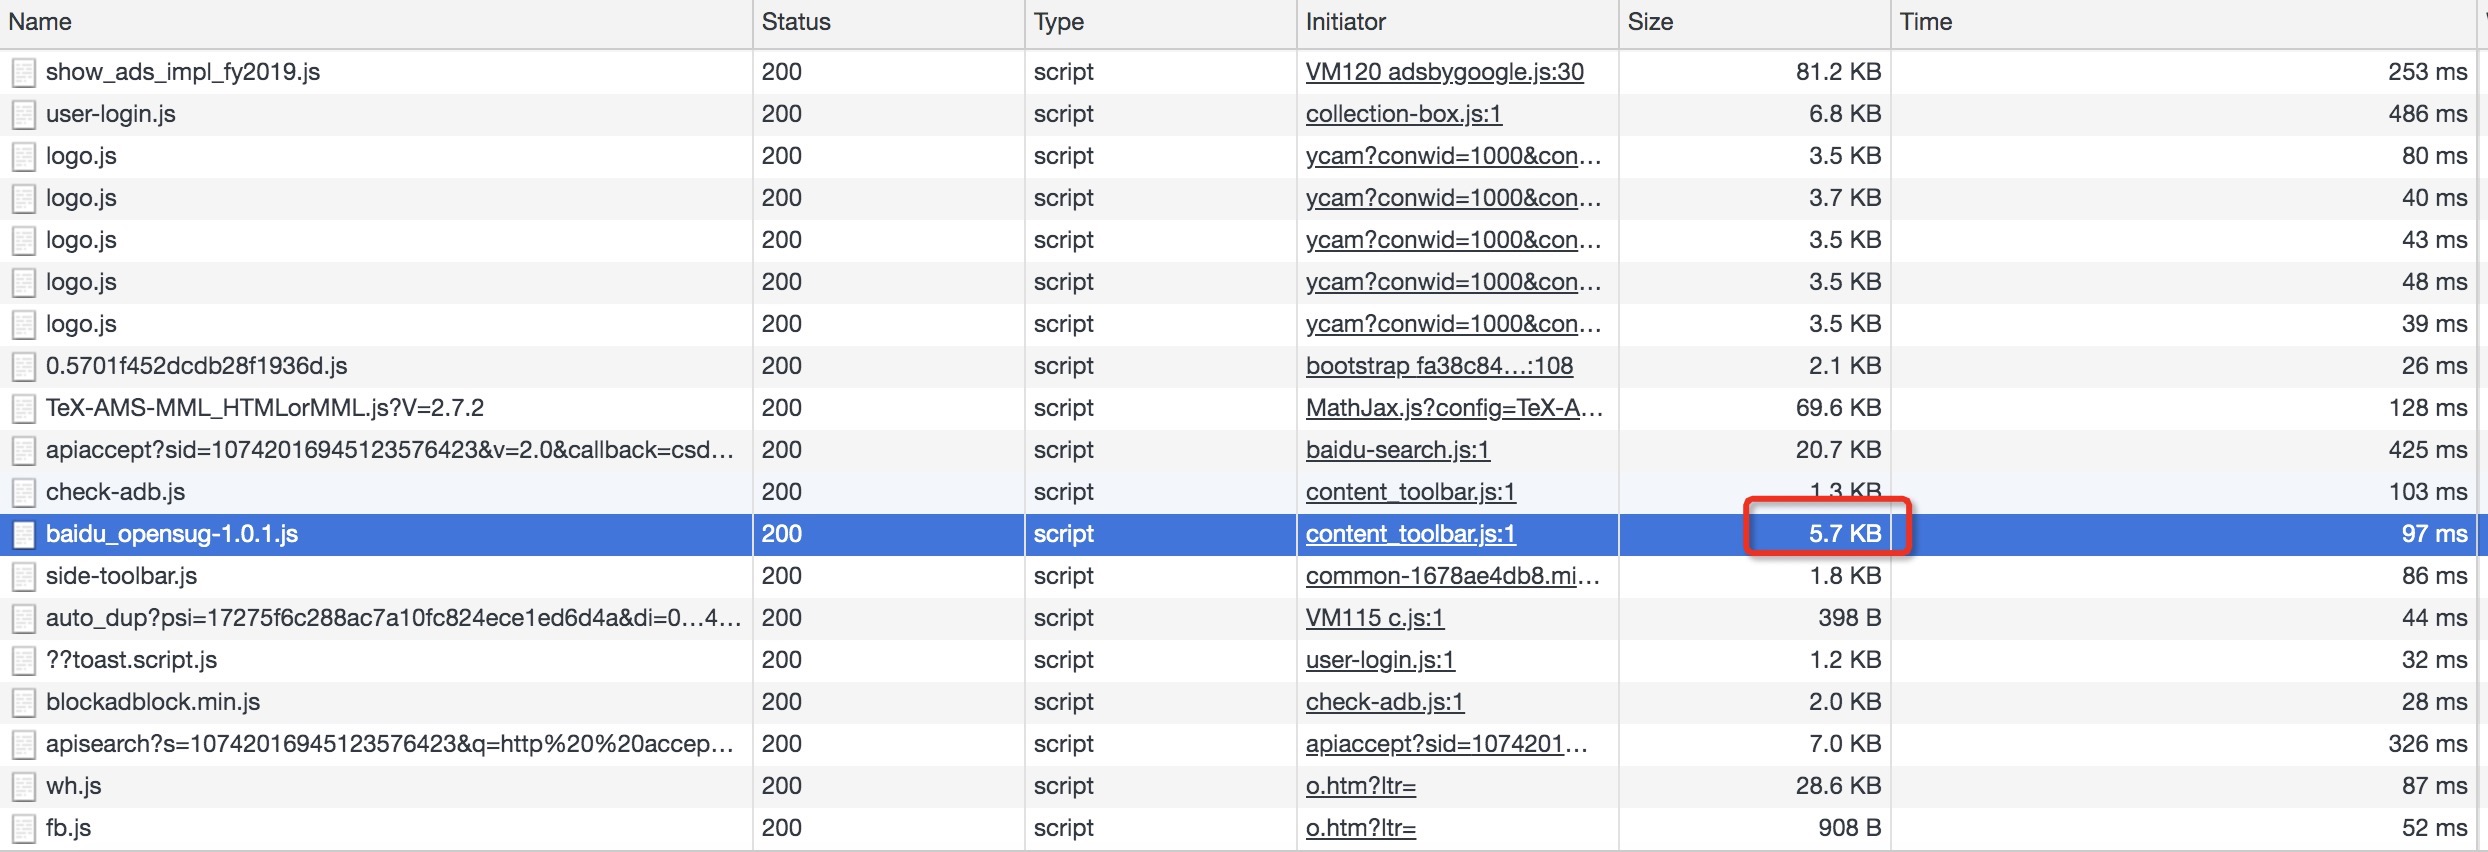 Name Status Type Initiator Size Time
show_ads_impl_fy2019.js 200 script VM120 adsbygoogle.js:30 81.2 KB 253 ms
user-login.js 200 script collection-box.js:1 6.8 KB 486 ms
logo.js 200 script ycam?conwid=1000&con… 3.5 KB 80 ms
logo.js 200 script ycam?conwid=1000&con… 3.7 KB 40 ms
logo.js 200 script ycam?conwid=1000&con… 3.5 KB 43 ms
logo.js 200 script ycam?conwid=1000&con… 3.5 KB 48 ms
logo.js 200 script ycam?conwid=1000&con… 3.5 KB 39 ms
0.5701f452dcdb28f1936d.js 200 script bootstrap fa38c84…:108 2.1 KB 26 ms
TeX-AMS-MML_HTMLorMML.js?V=2.7.2 200 script MathJax.js?config=TeX-A… 69.6 KB 128 ms
apiaccept?sid=10742016945123576423&v=2.0&callback=csd… 200 script baidu-search.js:1 20.7 KB 425 ms
check-adb.js 200 script content_toolbar.js:1 1.3 KB 103 ms
baidu_opensug-1.0.1.js 200 script content_toolbar.js:1 5.7 KB 97 ms
side-toolbar.js 200 script common-1678ae4db8.mi… 1.8 KB 86 ms
auto_dup?psi=17275f6c288ac7a10fc824ece1ed6d4a&di=0…4… 200 script VM115 c.js:1 398 B 44 ms
??toast.script.js 200 script user-login.js:1 1.2 KB 32 ms
blockadblock.min.js 200 script check-adb.js:1 2.0 KB 28 ms
apisearch?s=10742016945123576423&q=http%20%20accep… 200 script apiaccept?sid=1074201… 7.0 KB 326 ms
wh.js 200 script o.htm?ltr= 28.6 KB 87 ms
fb.js 200 script o.htm?ltr= 908 B 52 ms